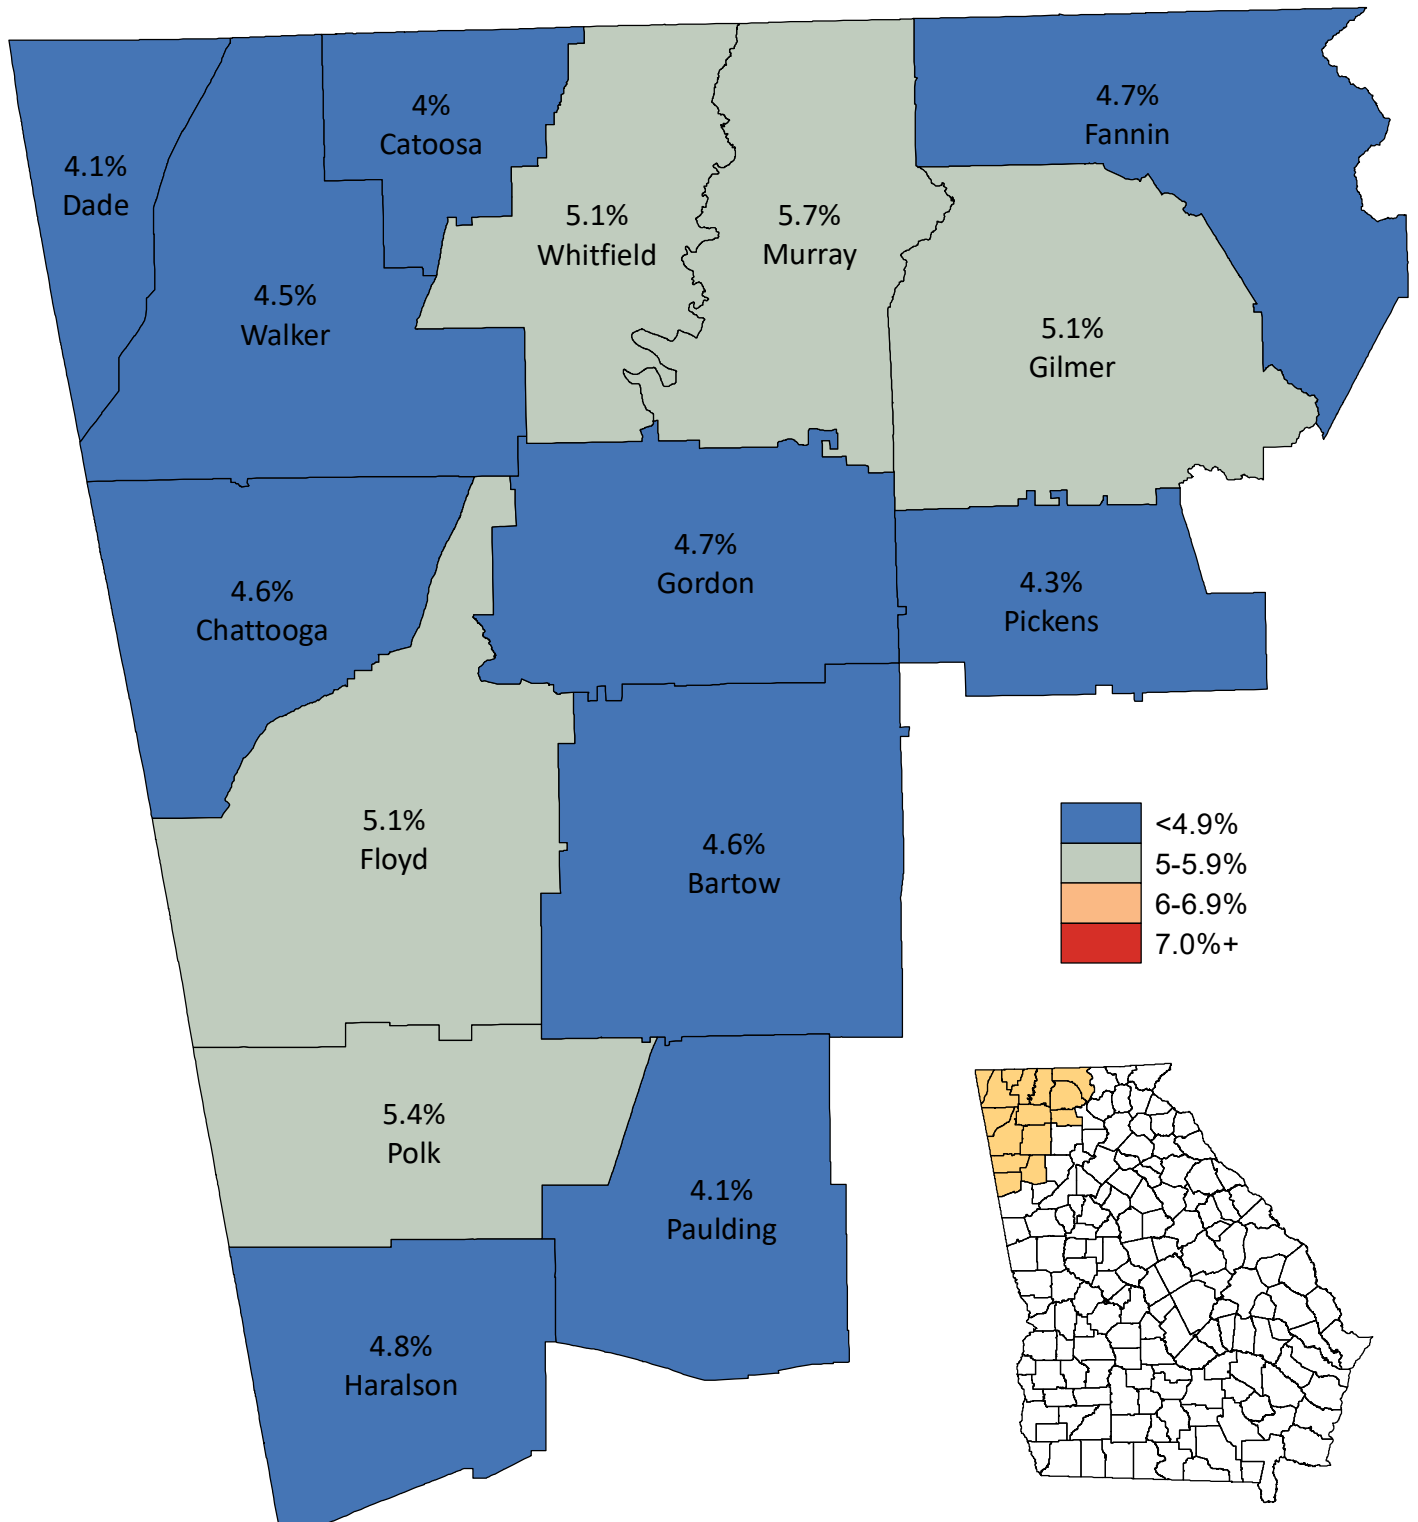 4.7%
Fannin
4%
Catoosa
4.1%
Dade
5.1%
Whitfield
5.7%
Murray
4.5%
Walker
5.1%
Gilmer
4.7%
Gordon
4.6%
Chattooga
4.3%
Pickens
5.1%
Floyd
4.6%
Bartow
<4.9%
5-5.9%
6-6.9%
7.0%+
5.4%
Polk
4.1%
Paulding
4.8%
Haralson